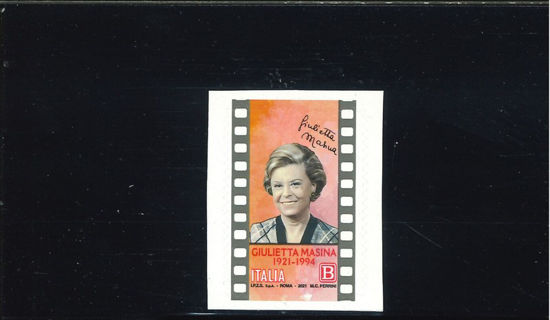 Giulietta
Masina
GIULIETTA MASINA
1921-1994
ITALIA B
I.P.Z.S. S.p.A. - ROMA - 2021 M.C. PERRINI